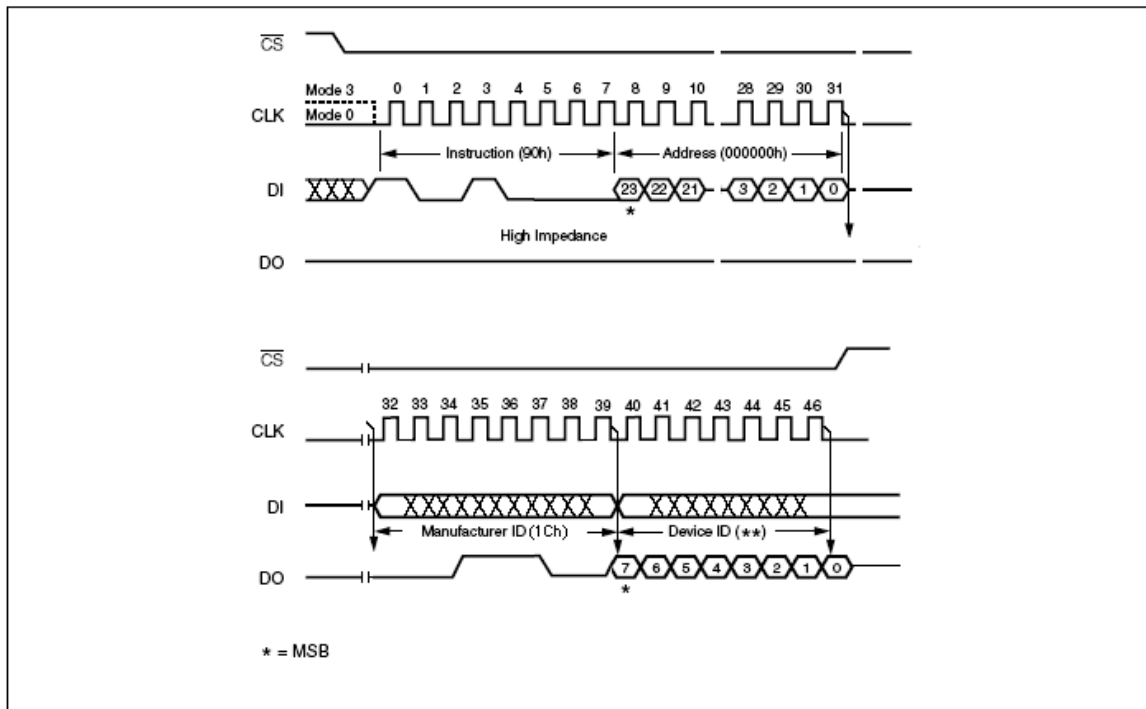 CS
Mode 3
0 1 2 3 4 5 6 7 8 9 10 28 29 30 31
CLK
Mode 0
Instruction (90h)
Address (000000h)
DI
23 22 21 3 2 1 0
*
High Impedance
DO
CS
32 33 34 35 36 37 38 39 40 41 42 43 44 45 46
CLK
DI
Manufacturer ID (1Ch)
Device ID (**)
DO
7 6 5 4 3 2 1 0
*
* = MSB